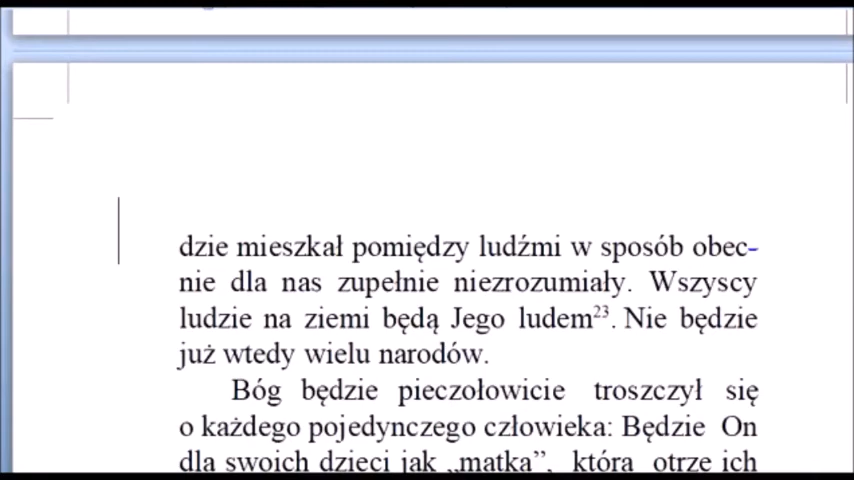 dzie mieszkał pomiędzy ludźmi w sposób obec-
nie dla nas zupełnie niezrozumiały. Wszyscy
ludzie na ziemi będą Jego ludem²³. Nie będzie
już wtedy wielu narodów.
Bóg będzie pieczołowicie troszczył się
o każdego pojedynczego człowieka: Będzie On
dla swoich dzieci jak „matka”, która otrze ich